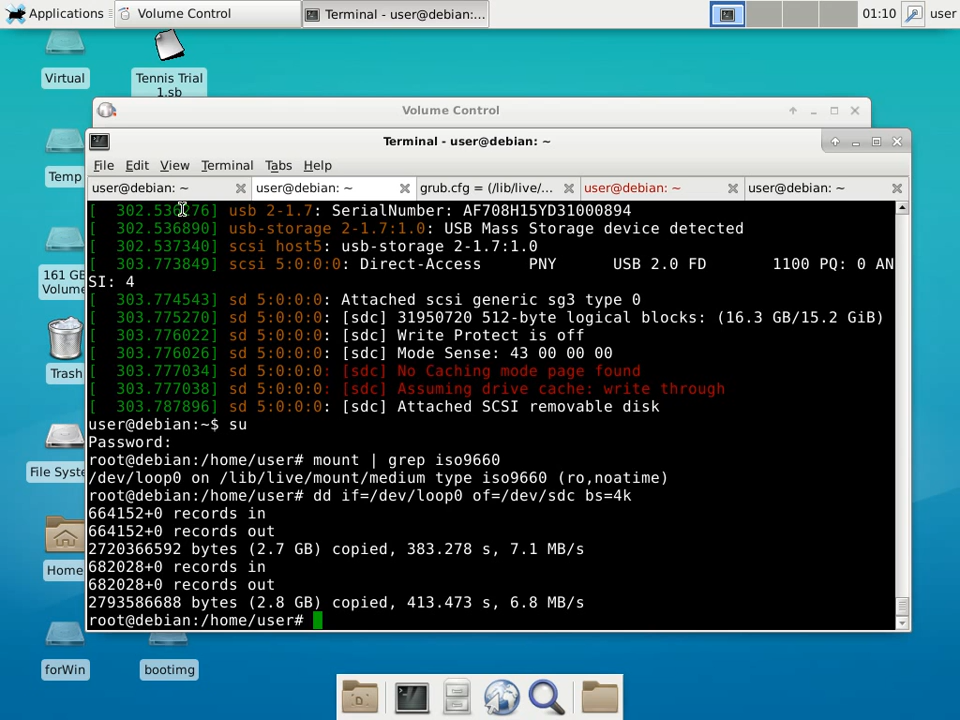 Applications
Volume Control
Terminal - user@debian:...
01:10
user
Virtual
Tennis Trial
1.sb
Temp
161 GB
Volume
Trash
File Syste
Home
forWin
bootimg
Volume Control
Terminal - user@debian: ~
File Edit View Terminal Tabs Help
user@debian: ~
user@debian: ~
grub.cfg = (/lib/live/...
user@debian: ~
user@debian: ~
[  302.536776] usb 2-1.7: SerialNumber: AF708H15YD31000894
[  302.536890] usb-storage 2-1.7:1.0: USB Mass Storage device detected
[  302.537340] scsi host5: usb-storage 2-1.7:1.0
[  303.773849] scsi 5:0:0:0: Direct-Access     PNY      USB 2.0 FD       1100 PQ: 0 AN
SI: 4
[  303.774543] sd 5:0:0:0: Attached scsi generic sg3 type 0
[  303.775270] sd 5:0:0:0: [sdc] 31950720 512-byte logical blocks: (16.3 GB/15.2 GiB)
[  303.776022] sd 5:0:0:0: [sdc] Write Protect is off
[  303.776026] sd 5:0:0:0: [sdc] Mode Sense: 43 00 00 00
[  303.777034] sd 5:0:0:0: [sdc] No Caching mode page found
[  303.777038] sd 5:0:0:0: [sdc] Assuming drive cache: write through
[  303.787896] sd 5:0:0:0: [sdc] Attached SCSI removable disk
user@debian:~$ su
Password:
root@debian:/home/user# mount | grep iso9660
/dev/loop0 on /lib/live/mount/medium type iso9660 (ro,noatime)
root@debian:/home/user# dd if=/dev/loop0 of=/dev/sdc bs=4k
664152+0 records in
664152+0 records out
2720366592 bytes (2.7 GB) copied, 383.278 s, 7.1 MB/s
682028+0 records in
682028+0 records out
2793586688 bytes (2.8 GB) copied, 413.473 s, 6.8 MB/s
root@debian:/home/user#